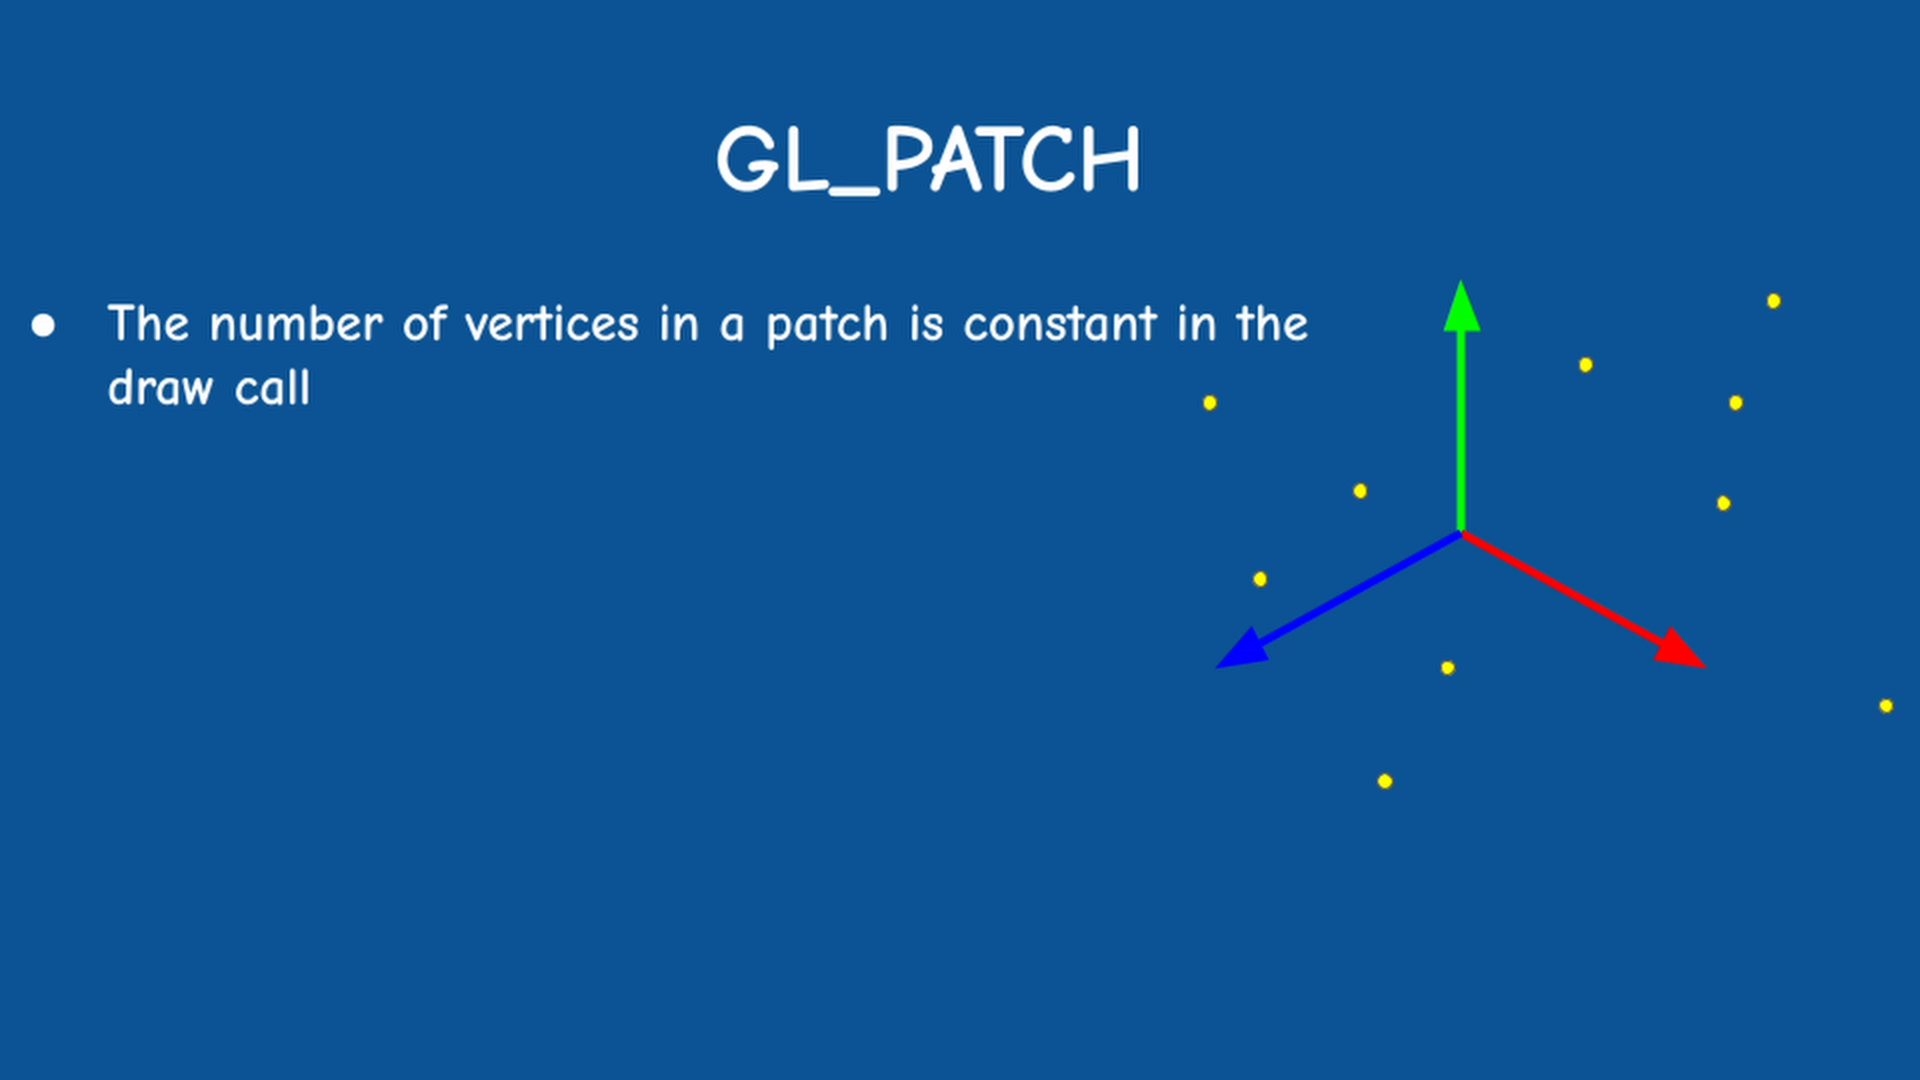 GL_PATCH
● The number of vertices in a patch is constant in the
draw call